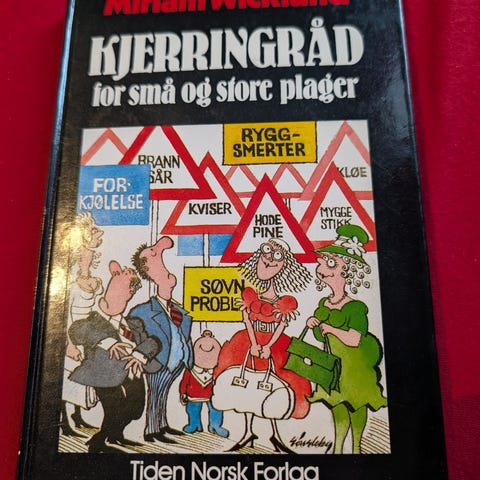 Miriam Wicklund
KJERRINGRÅD
for små og store plager
RYGG-
SMERTER
BRANN
SÅR
KLØE
FOR-
KJØLELSE
KVISER
HODE
PINE
MYGGE
STIKK
SØVN
PROBL
Tiden Norsk Forlag